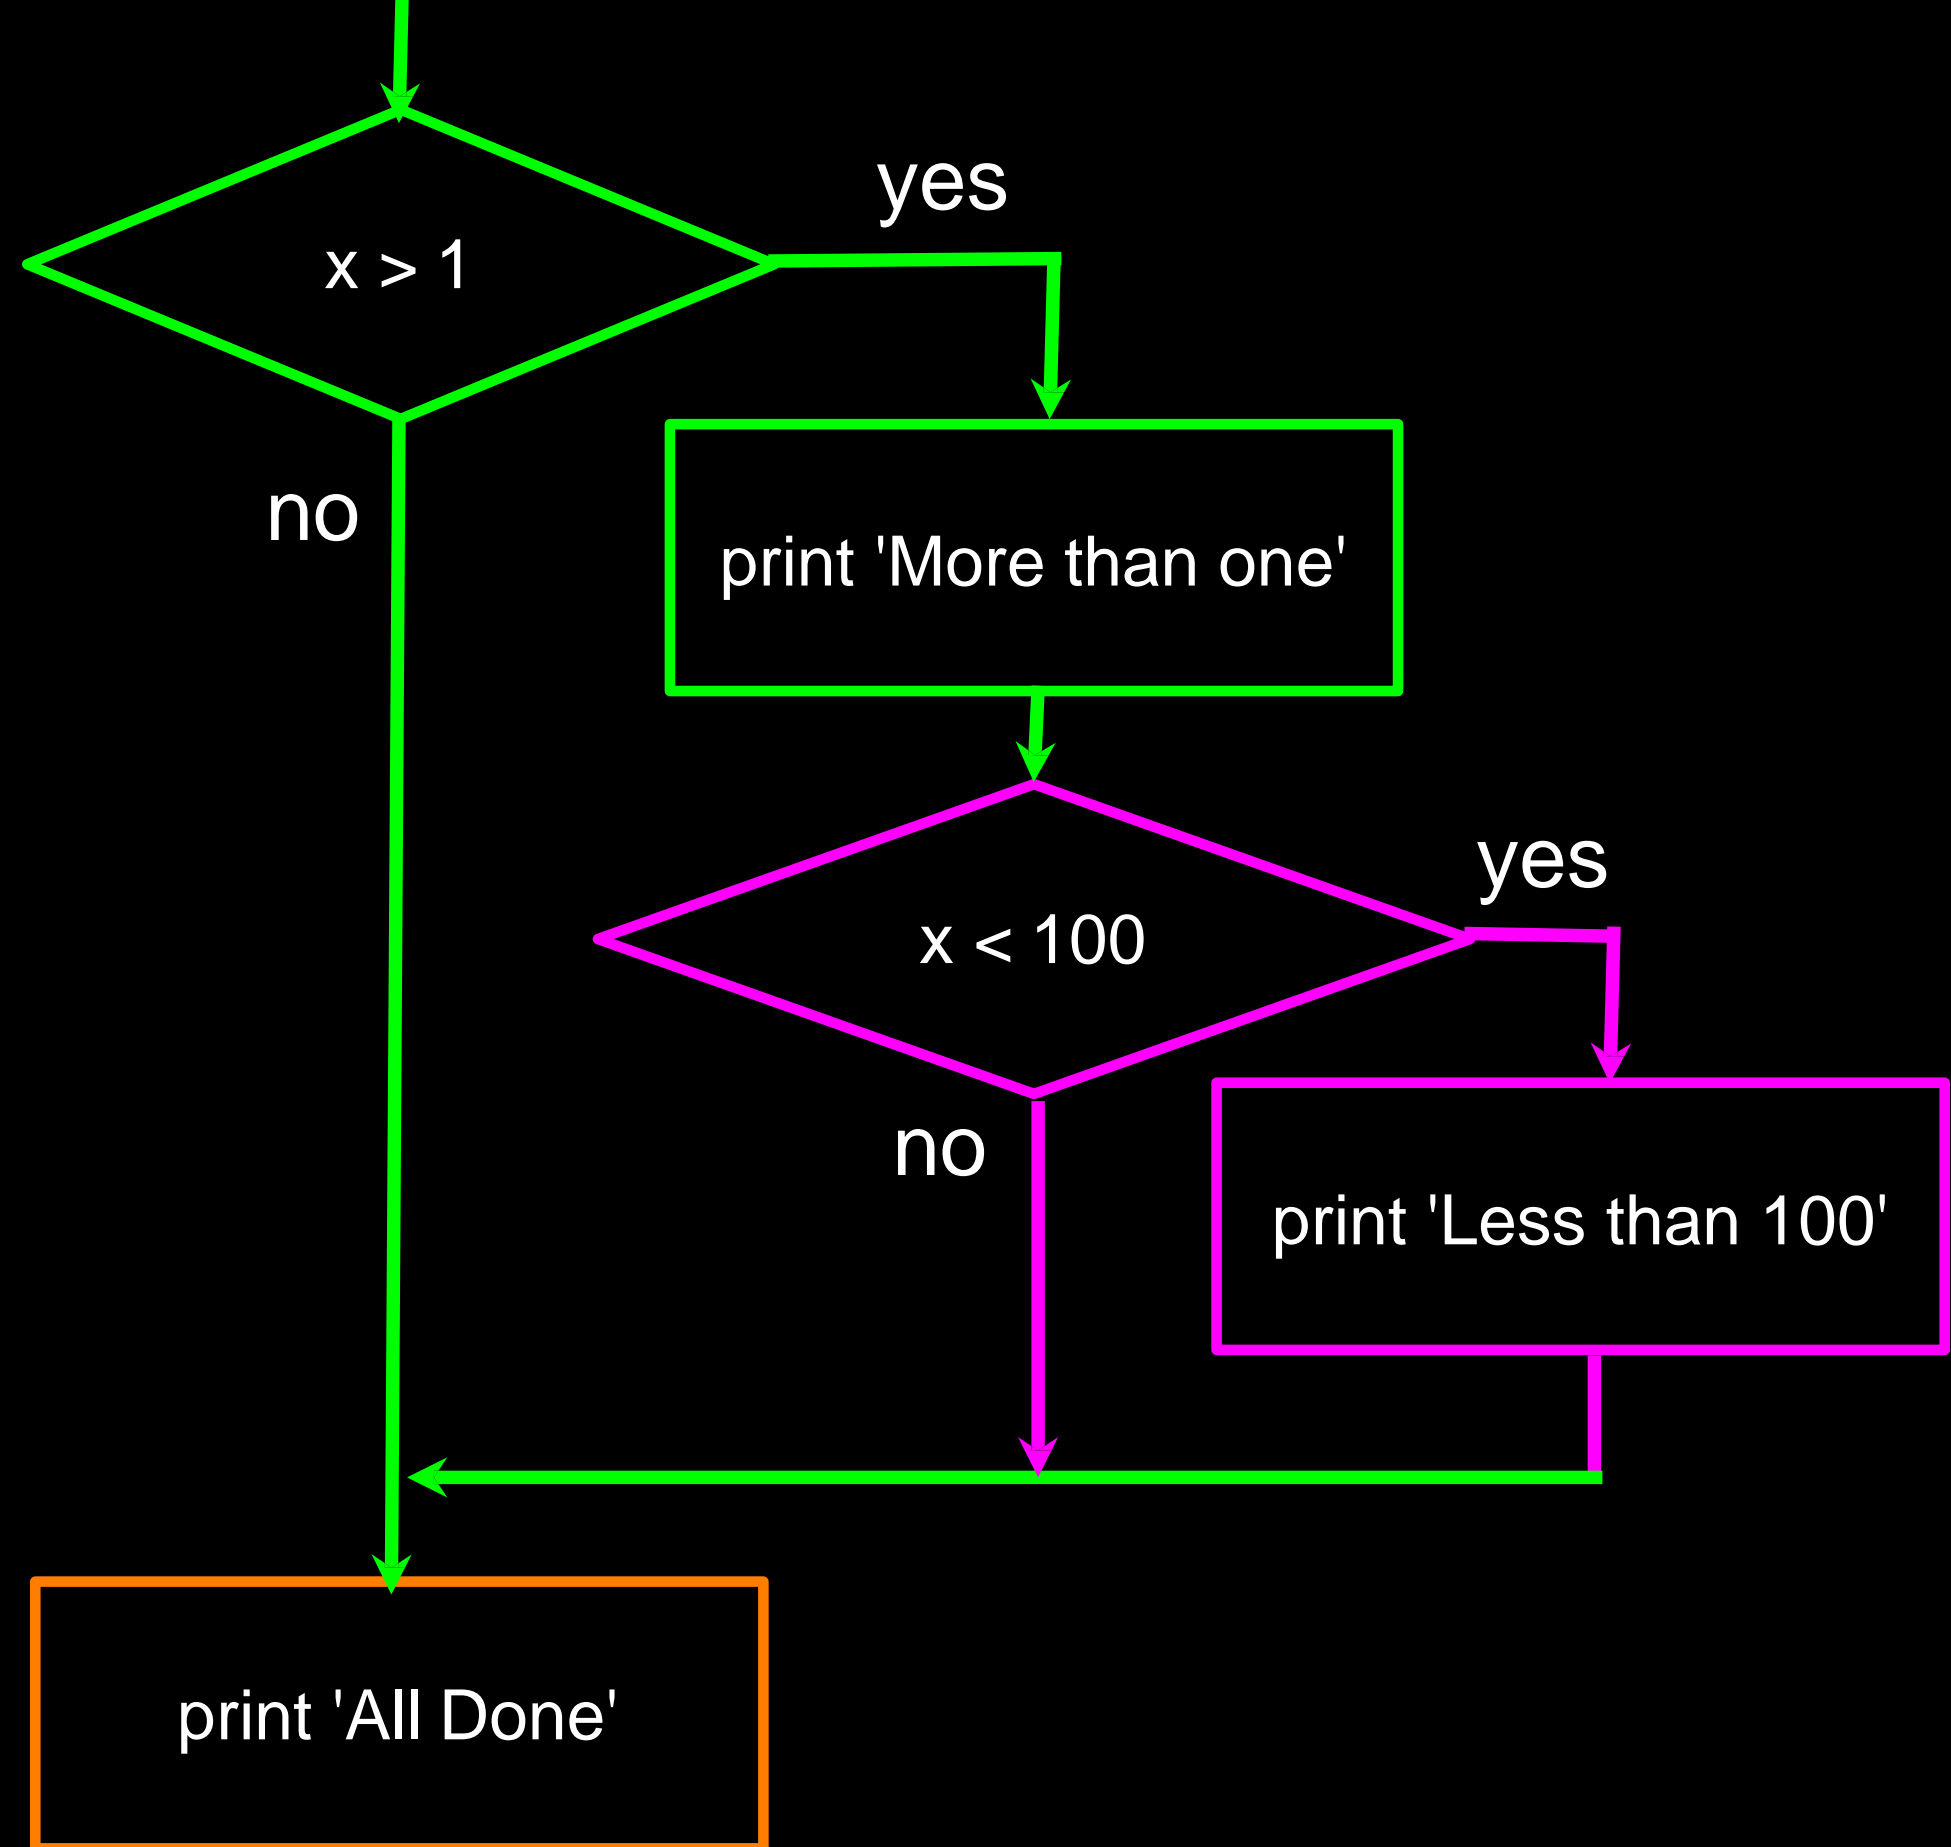 yes
x > 1
no
print 'More than one'
yes
x < 100
no
print 'Less than 100'
print 'All Done'